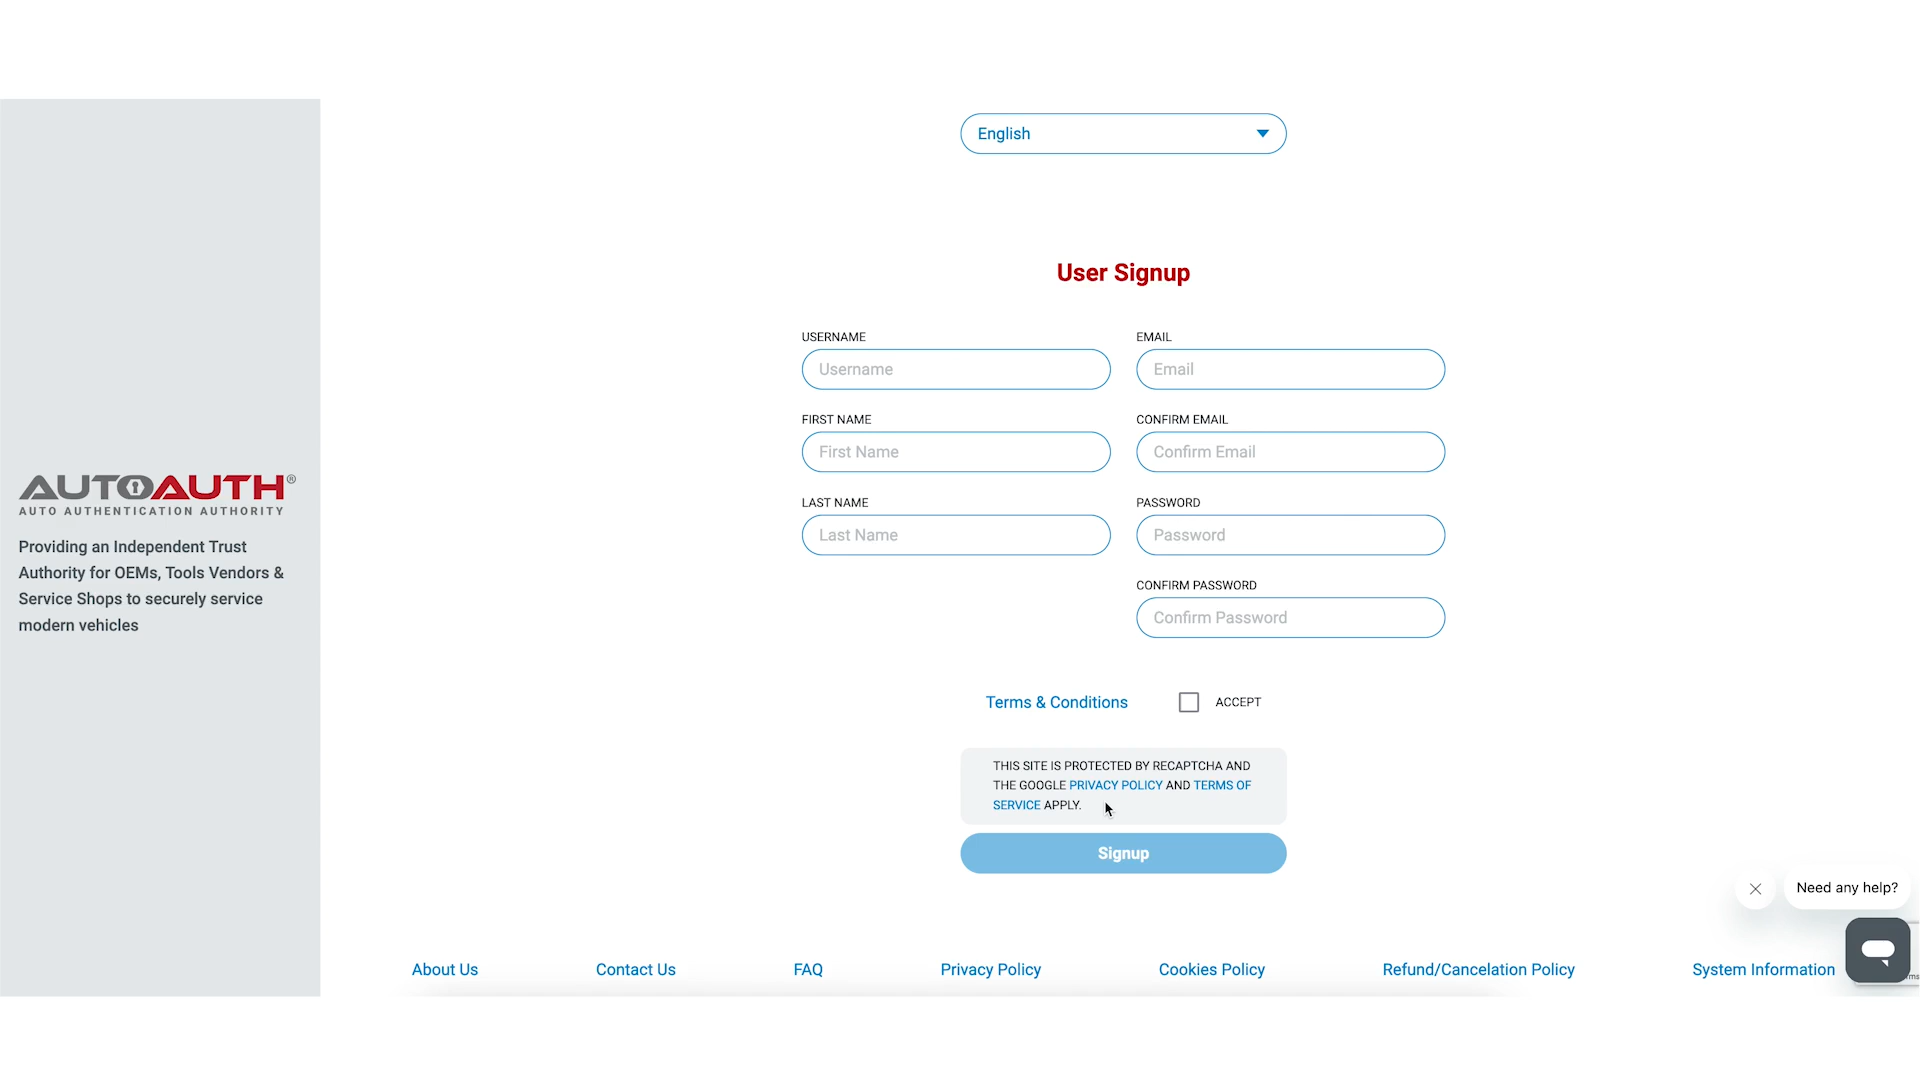 English
User Signup
USERNAME
Username
EMAIL
Email
FIRST NAME
First Name
CONFIRM EMAIL
Confirm Email
LAST NAME
Last Name
PASSWORD
Password
CONFIRM PASSWORD
Confirm Password
AUTOAUTH®
AUTO AUTHENTICATION AUTHORITY
Providing an Independent Trust
Authority for OEMs, Tools Vendors &
Service Shops to securely service
modern vehicles
Terms & Conditions
ACCEPT
THIS SITE IS PROTECTED BY RECAPTCHA AND
THE GOOGLE PRIVACY POLICY AND TERMS OF
SERVICE APPLY.
Signup
Need any help?
About Us
Contact Us
FAQ
Privacy Policy
Cookies Policy
Refund/Cancelation Policy
System Information